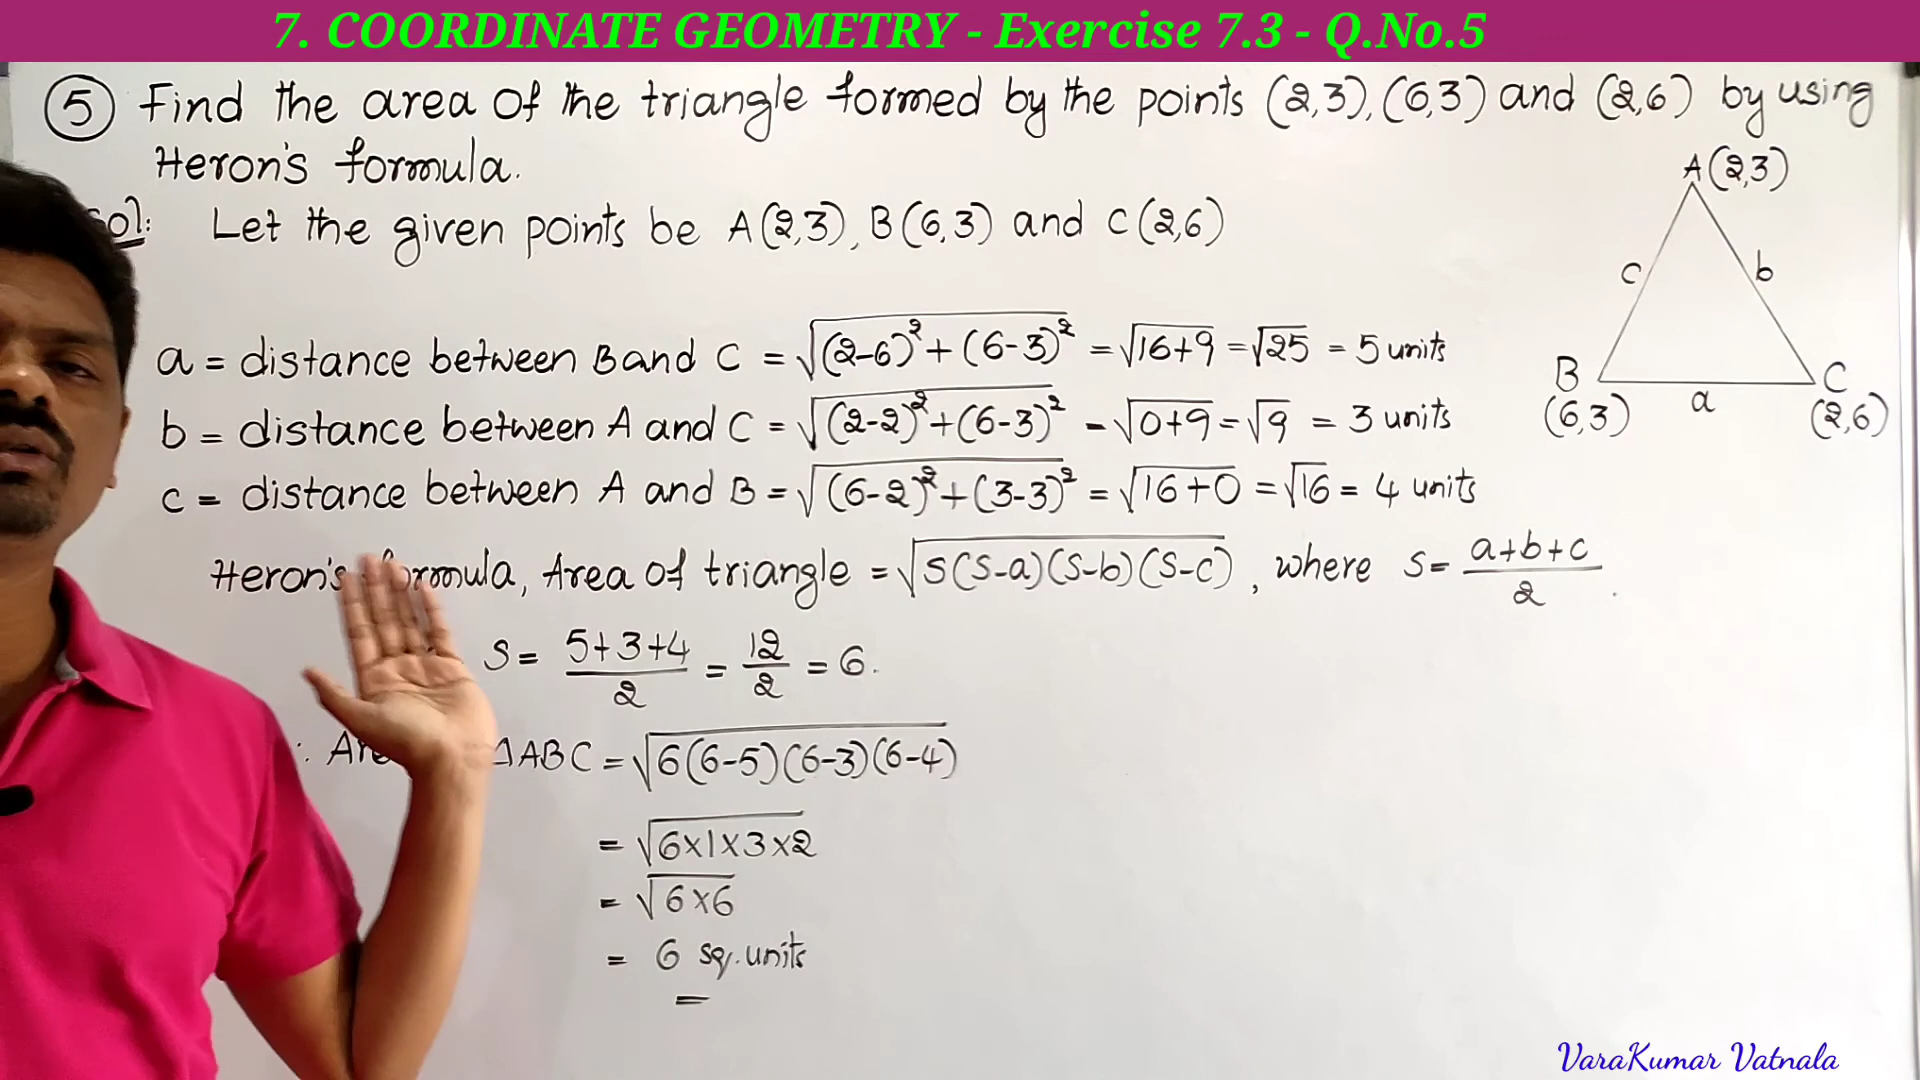 7. COORDINATE GEOMETRY - Exercise 7.3 - Q.No.5
5 Find the area of the triangle formed by the points (2,3), (6,3) and (2,6) by using
Heron's formula.
Sol: Let the given points be A(2,3), B(6,3) and C(2,6)
A(2,3)
c b
B C
(6,3) a (2,6)
a = distance between B and C = √(2-6)²+(6-3)² = √16+9 = √25 = 5 units
b = distance between A and C = √(2-2)²+(6-3)² = √0+9 = √9 = 3 units
c = distance between A and B = √(6-2)²+(3-3)² = √16+0 = √16 = 4 units
Heron's formula, Area of triangle = √S(S-a)(S-b)(S-c), where S = a+b+c/2.
S = 5+3+4/2 = 12/2 = 6.
∆ABC = √6(6-5)(6-3)(6-4)
= √6×1×3×2
= √6×6
= 6 sq.units
VaraKumar Vatnala